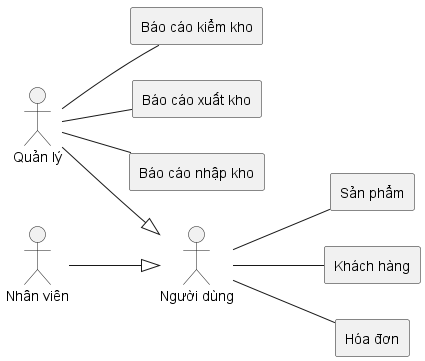 Báo cáo kiểm kho
Báo cáo xuất kho
Quản lý
Báo cáo nhập kho
Sản phẩm
Khách hàng
Nhân viên
Người dùng
Hóa đơn